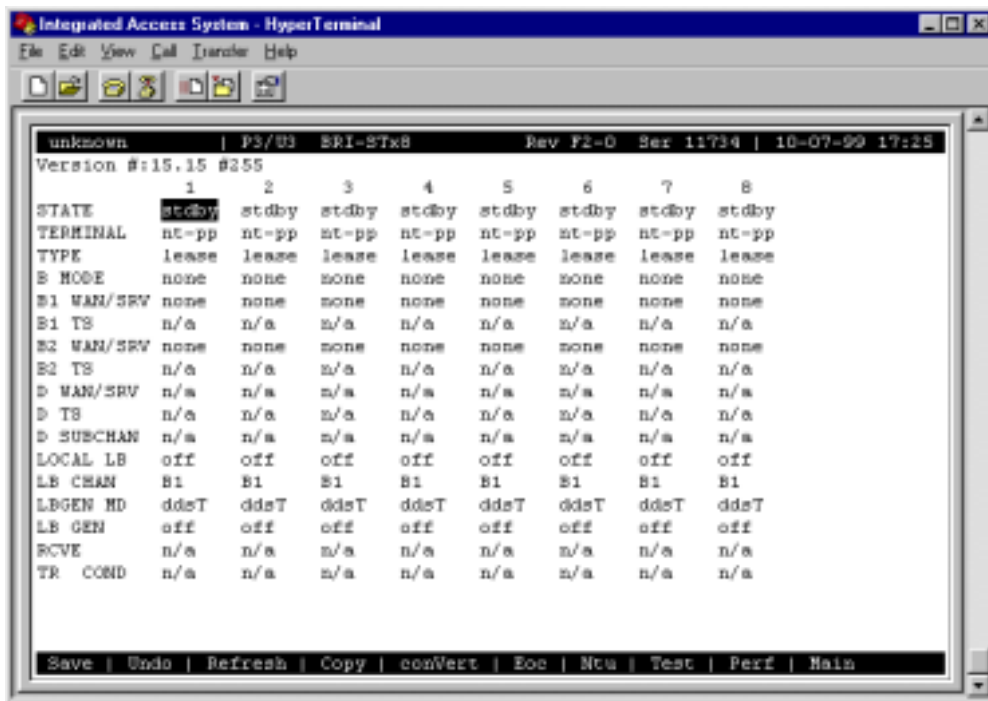 Integrated Access System - HyperTerminal
File Edit View Call Transfer Help
unknown | P3/U3 BRI-STx8 Rev F2-0 Ser 11734 | 10-07-99 17:25
Version #:15.15 #255
1 2 3 4 5 6 7 8
STATE stdby stdby stdby stdby stdby stdby stdby stdby
TERMINAL nt-pp nt-pp nt-pp nt-pp nt-pp nt-pp nt-pp nt-pp
TYPE lease lease lease lease lease lease lease lease
B MODE none none none none none none none none
B1 WAN/SRV none none none none none none none none
B1 TS n/a n/a n/a n/a n/a n/a n/a n/a
B2 WAN/SRV none none none none none none none none
B2 TS n/a n/a n/a n/a n/a n/a n/a n/a
D WAN/SRV n/a n/a n/a n/a n/a n/a n/a n/a
D TS n/a n/a n/a n/a n/a n/a n/a n/a
D SUBCHAN n/a n/a n/a n/a n/a n/a n/a n/a
LOCAL LB off off off off off off off off
LB CHAN B1 B1 B1 B1 B1 B1 B1 B1
LBGEN MD ddsT ddsT ddsT ddsT ddsT ddsT ddsT ddsT
LB GEN off off off off off off off off
RCVE n/a n/a n/a n/a n/a n/a n/a n/a
TR COND n/a n/a n/a n/a n/a n/a n/a n/a
Save | Undo | Refresh | Copy | conVert | Eoc | Ntu | Test | Perf | Main